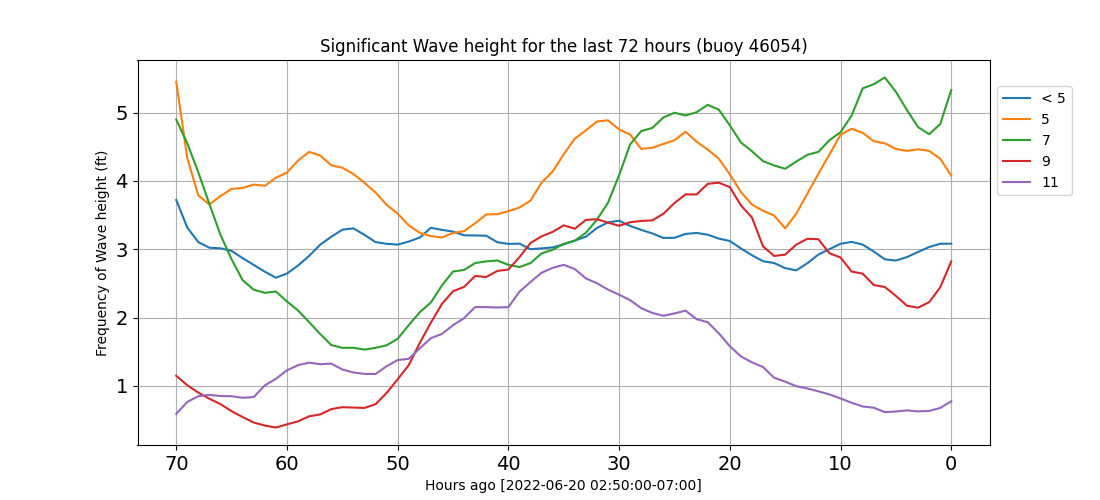 Significant Wave height for the last 72 hours (buoy 46054)
Frequency of Wave height (ft)
5
4
3
2
1
70 60 50 40 30 20 10 0
Hours ago [2022-06-20 02:50:00-07:00]
< 5
5
7
9
11